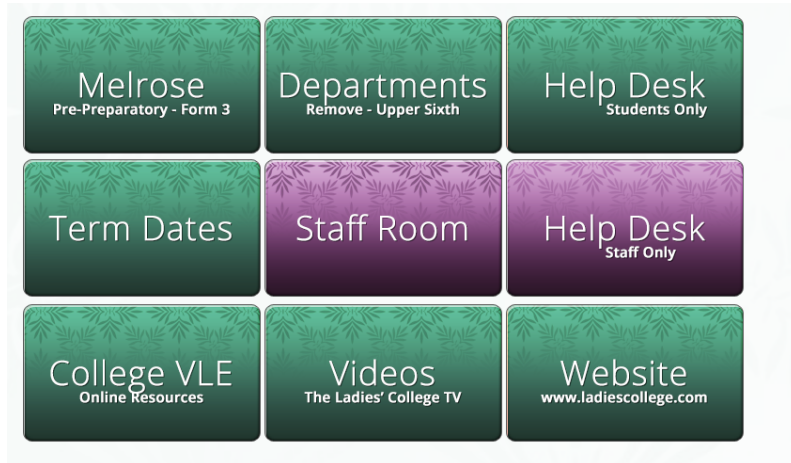 Melrose
Pre-Preparatory - Form 3
Departments
Remove - Upper Sixth
Help Desk
Students Only
Term Dates
Staff Room
Help Desk
Staff Only
College VLE
Online Resources
Videos
The Ladies’ College TV
Website
www.ladiescollege.com